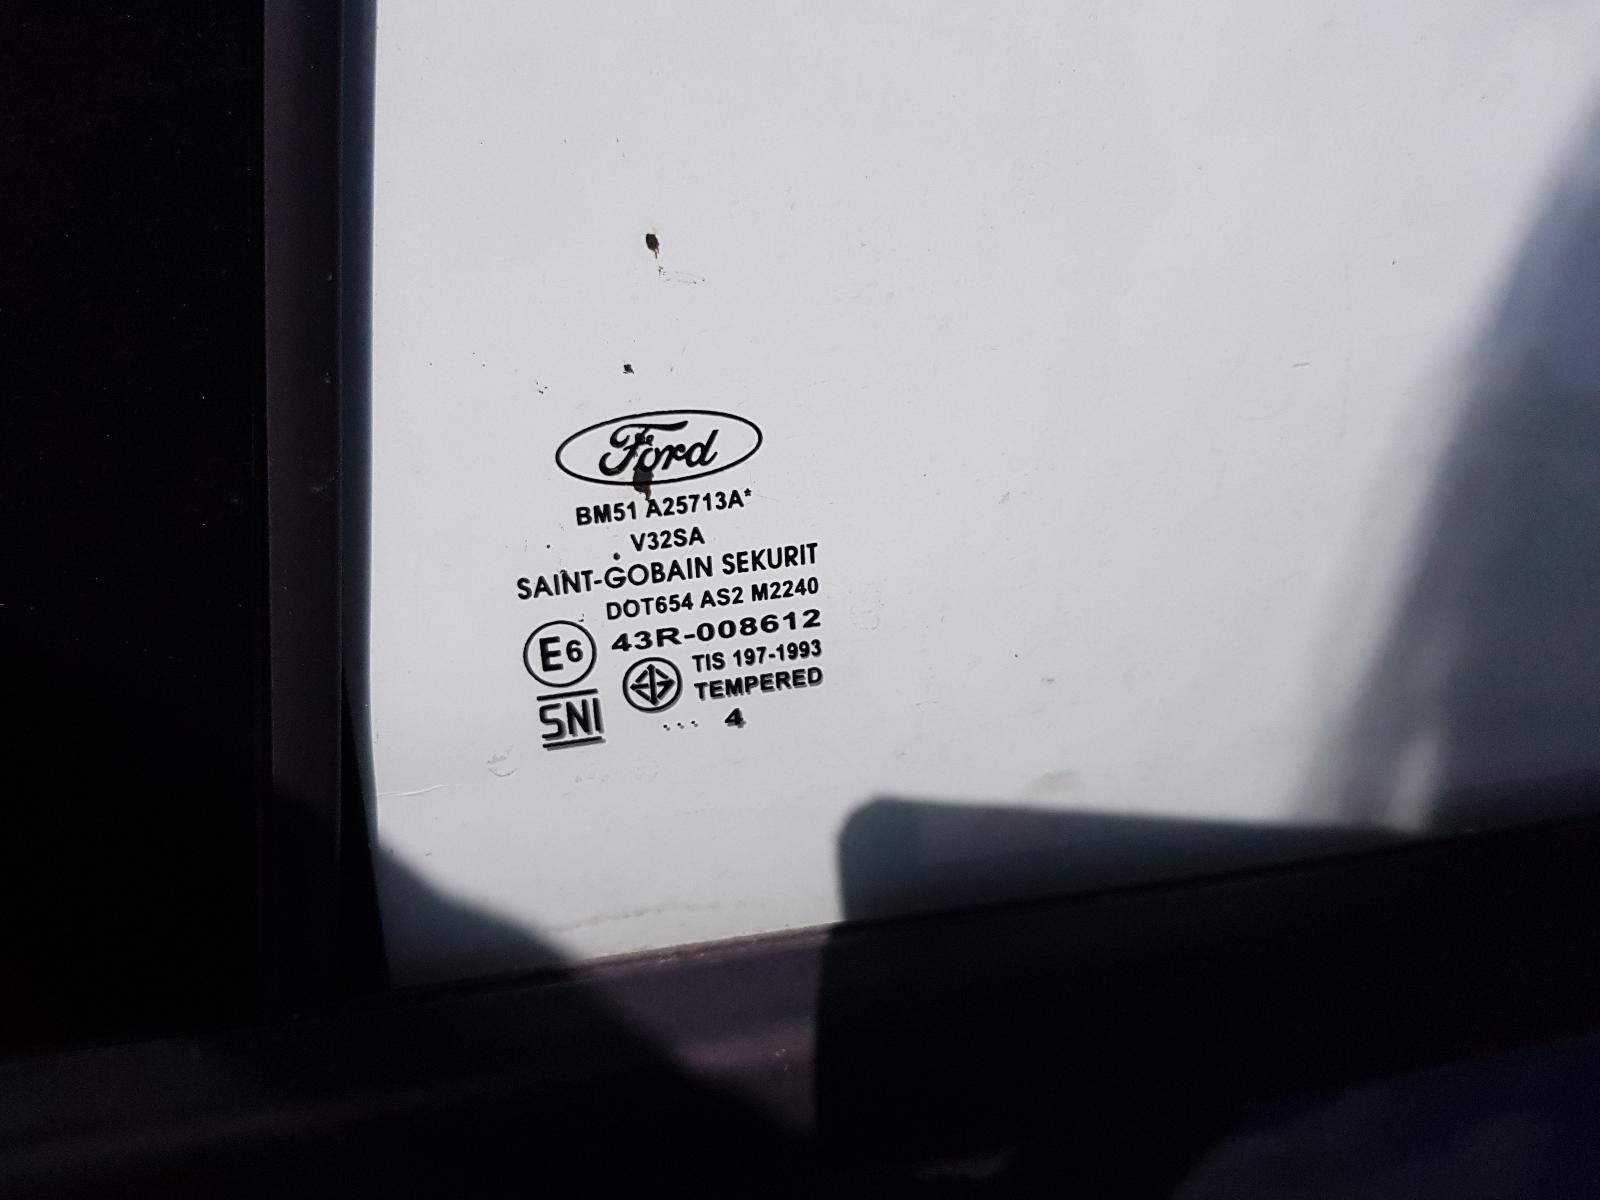 Ford
BM51 A25713A*
V32SA
SAINT-GOBAIN SEKURIT
DOT654 AS2 M2240
E6 43R-008612
TIS 197-1993
SNI TEMPERED
... 4